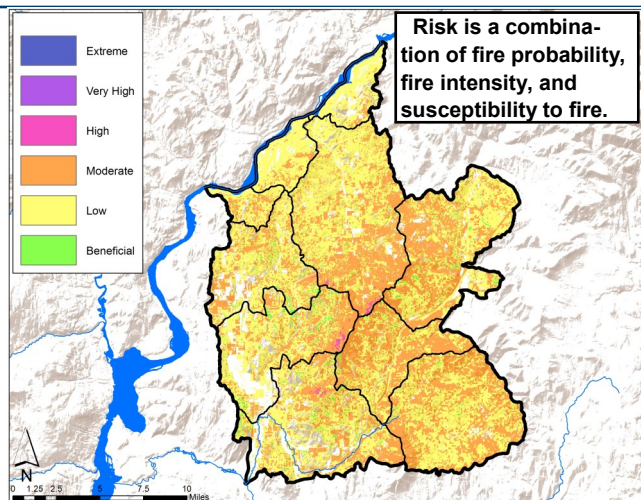 Risk is a combina-
tion of fire probability,
fire intensity, and
susceptibility to fire.
Extreme
Very High
High
Moderate
Low
Beneficial
N
0 1.25 2.5 5 7.5 10
Miles